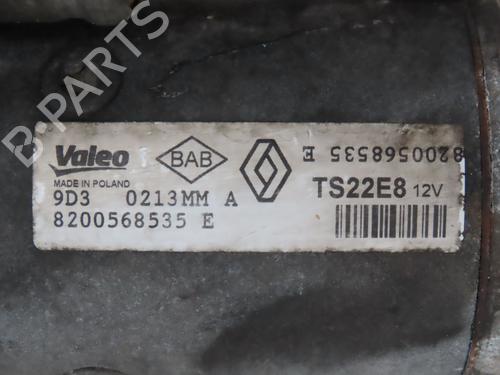 B-PARTS
Valeo
BAB
8200568535 E
MADE IN POLAND
9D3 0213MM A
TS22E8 12V
8200568535 E